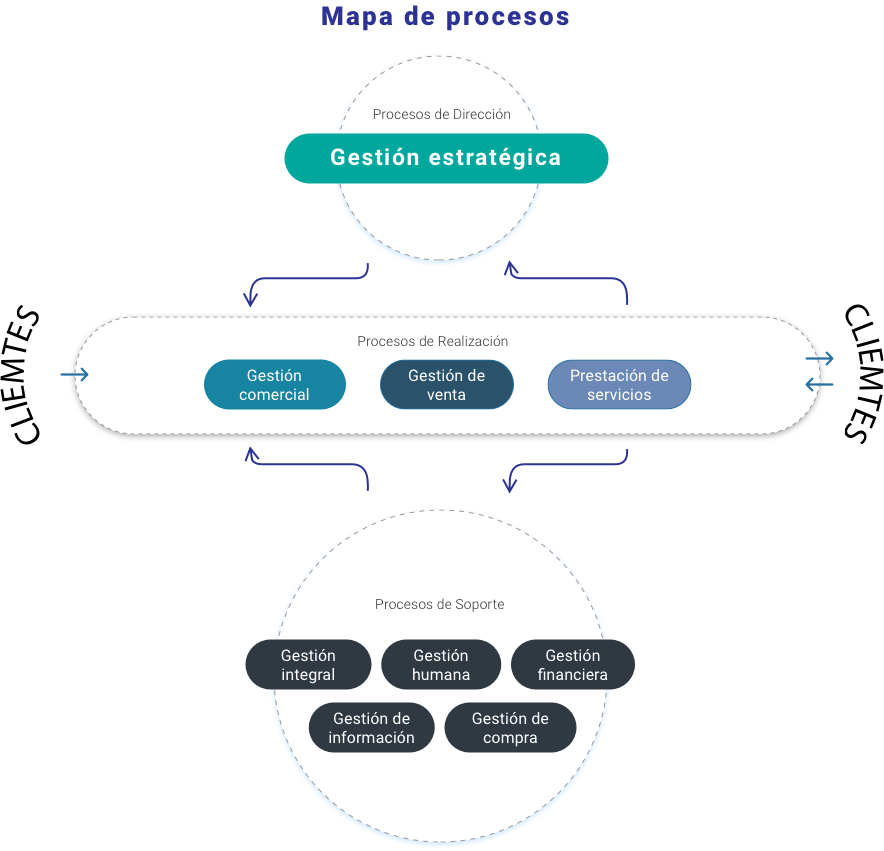 Mapa de procesos
Procesos de Dirección
Gestión estratégica
CLIEMTES
CLIEMTES
Procesos de Realización
Gestión
comercial
Gestión de
venta
Prestación de
servicios
Procesos de Soporte
Gestión
integral
Gestión
humana
Gestión
financiera
Gestión de
información
Gestión de
compra